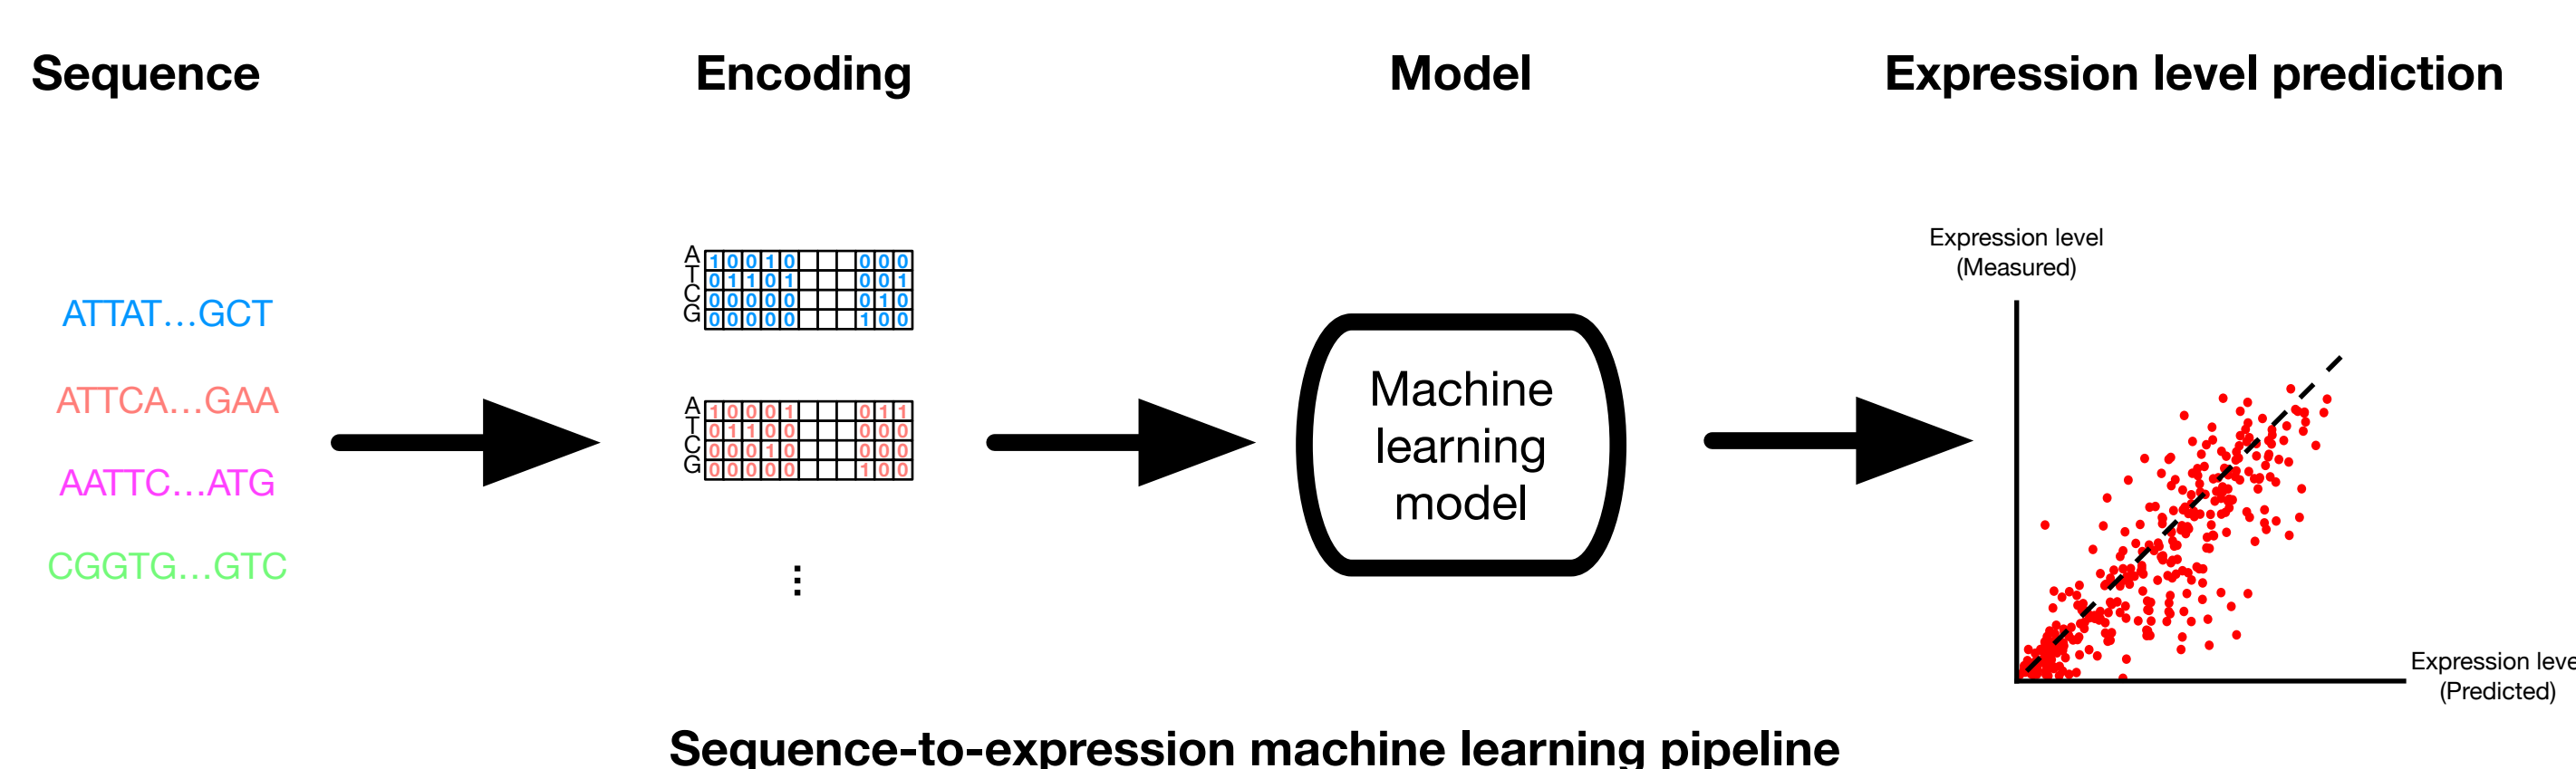 Sequence
Encoding
Model
Expression level prediction
ATTAT...GCT
ATTCA...GAA
AATTC...ATG
CGGTG...GTC
A 1 0 0 1 0 0 0 0
T 0 1 1 0 1 0 0 1
C 0 0 0 0 0 0 1 0
G 0 0 0 0 0 1 0 0
A 1 0 0 0 1 0 1 1
T 0 1 1 0 0 0 0 0
C 0 0 0 1 0 0 0 0
G 0 0 0 0 0 1 0 0
⋮
Machine
learning
model
Expression level
(Measured)
Expression leve
(Predicted)
Sequence-to-expression machine learning pipeline